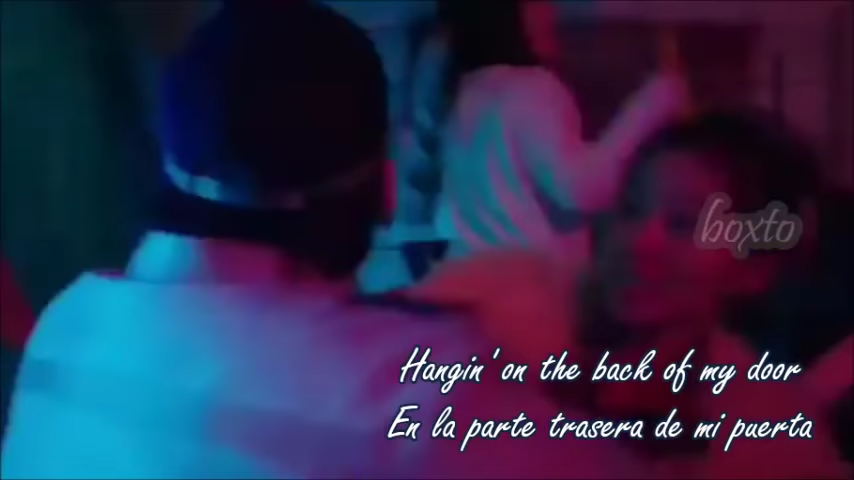 boxto
Hangin' on the back of my door
En la parte trasera de mi puerta